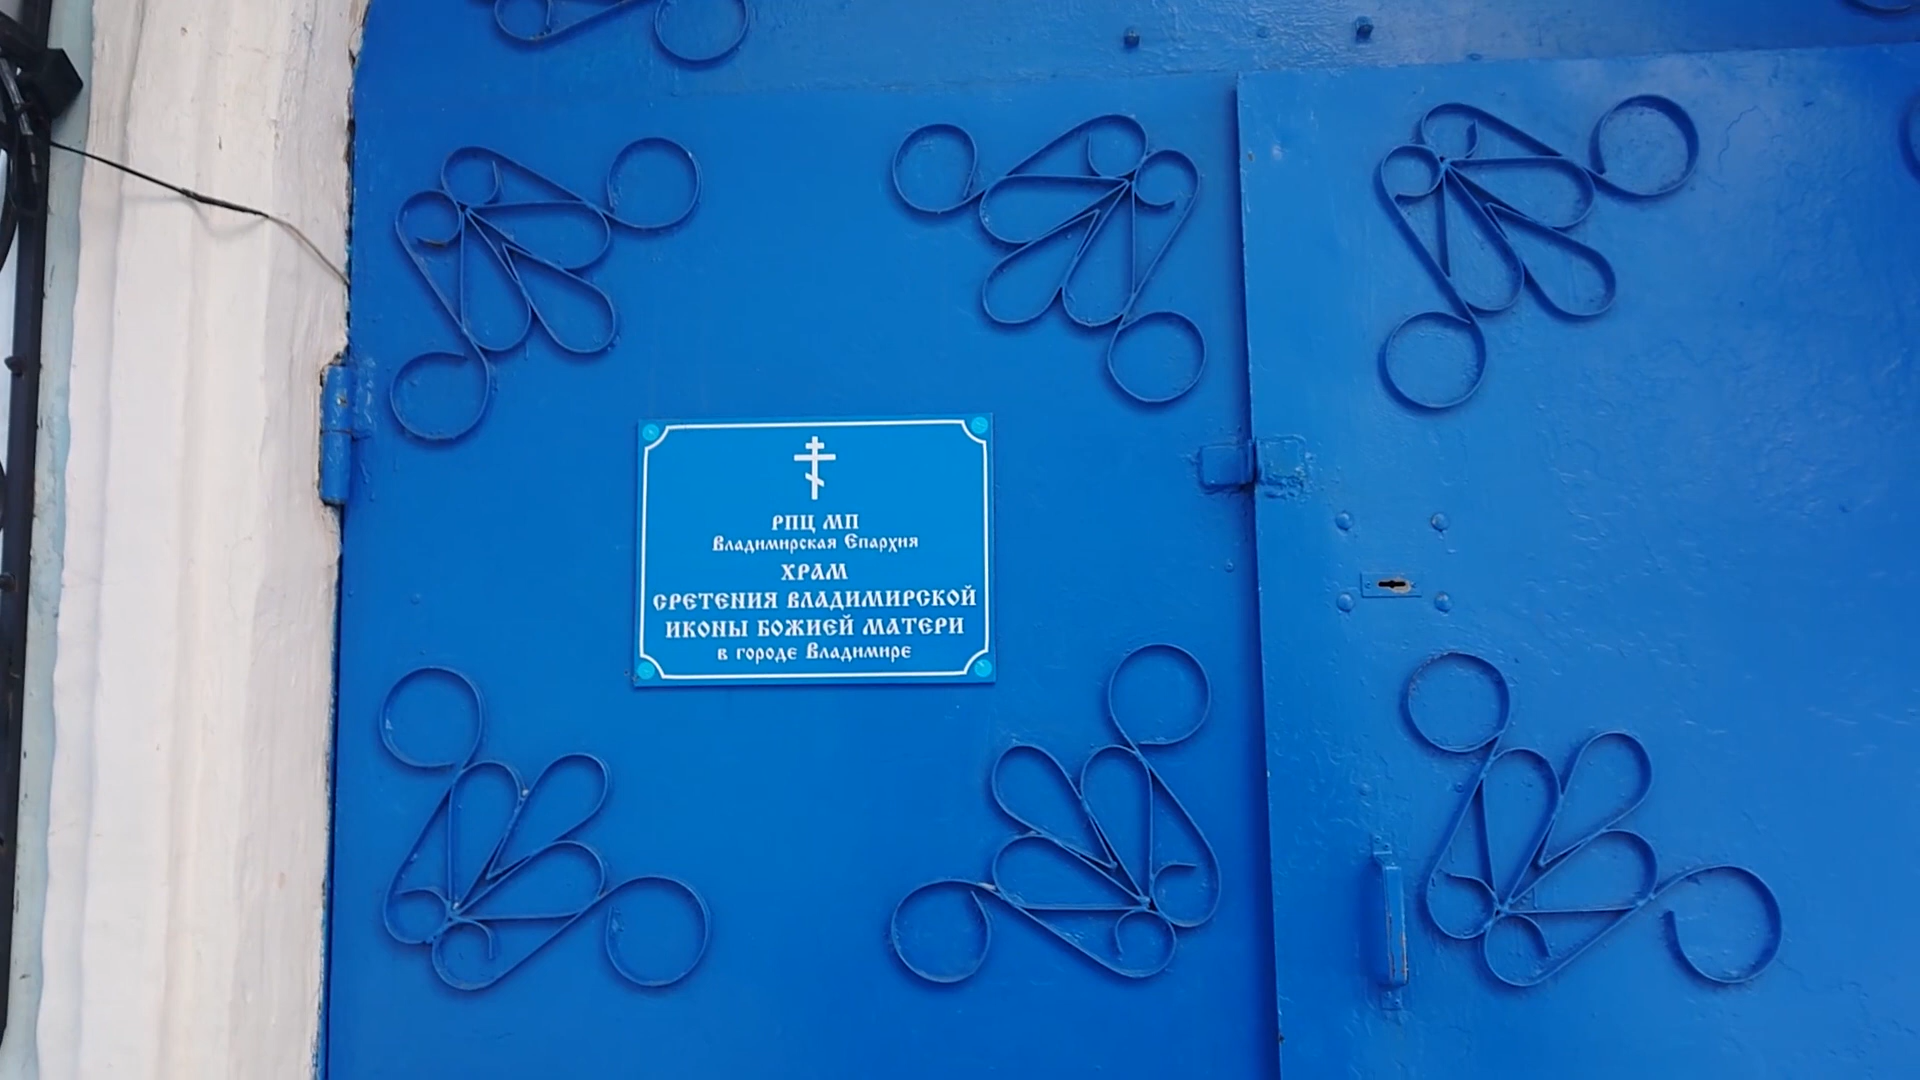 РПЦ МП
Владимирская Епархия
ХРАМ
СРЕТЕНИЯ ВЛАДИМИРСКОЙ
ИКОНЫ БОЖИЕЙ МАТЕРИ
в городе Владимире